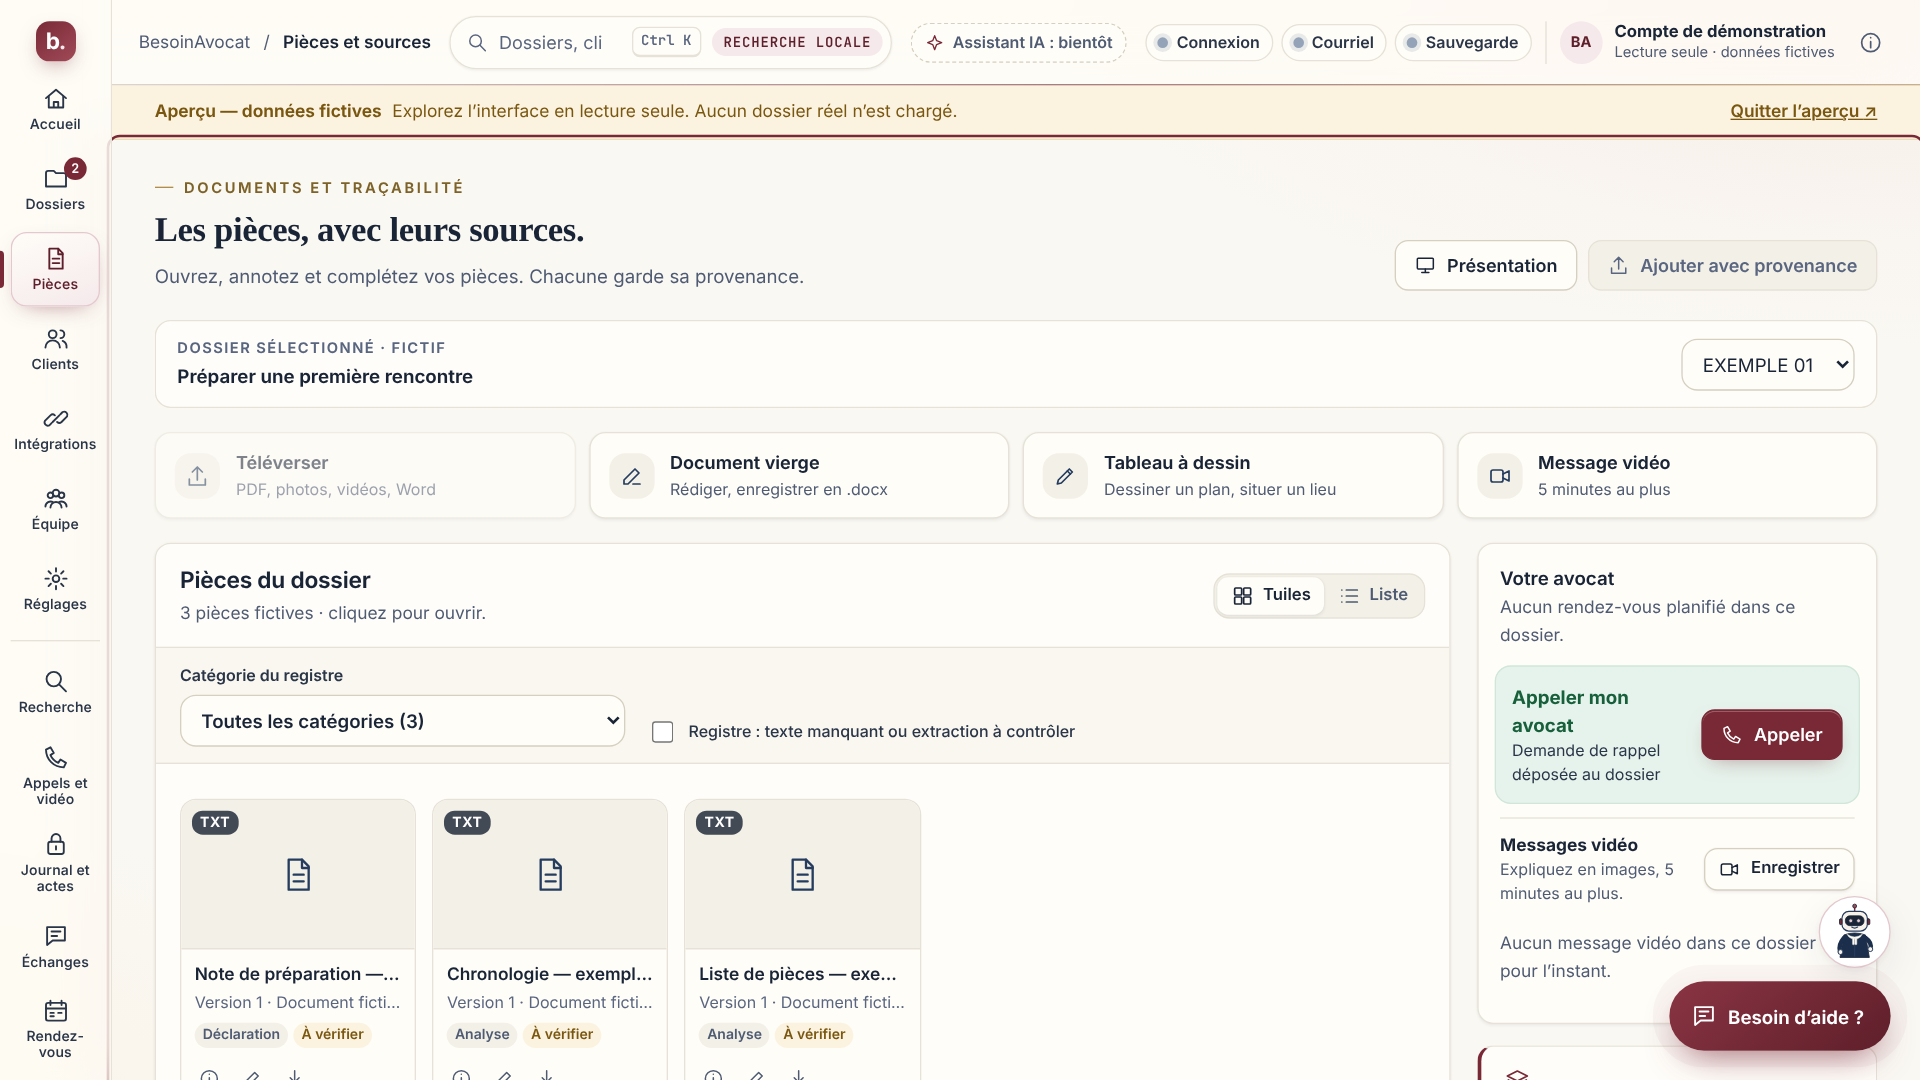 b.
BesoinAvocat / Pièces et sources
Dossiers, cli
Ctrl K
RECHERCHE LOCALE
Assistant IA : bientôt
Connexion
Courriel
Sauvegarde
BA
Compte de démonstration
Lecture seule · données fictives
Aperçu — données fictives Explorez l’interface en lecture seule. Aucun dossier réel n’est chargé.
Quitter l’aperçu ↗
Accueil
2
Dossiers
Pièces
Clients
Intégrations
Équipe
Réglages
Recherche
Appels et
vidéo
Journal et
actes
Échanges
Rendez-
vous
— DOCUMENTS ET TRAÇABILITÉ
Les pièces, avec leurs sources.
Ouvrez, annotez et complétez vos pièces. Chacune garde sa provenance.
Présentation
Ajouter avec provenance
DOSSIER SÉLECTIONNÉ · FICTIF
Préparer une première rencontre
EXEMPLE 01
Téléverser
PDF, photos, vidéos, Word
Document vierge
Rédiger, enregistrer en .docx
Tableau à dessin
Dessiner un plan, situer un lieu
Message vidéo
5 minutes au plus
Pièces du dossier
3 pièces fictives · cliquez pour ouvrir.
Tuiles
Liste
Catégorie du registre
Toutes les catégories (3)
Registre : texte manquant ou extraction à contrôler
TXT
Note de préparation —...
Version 1 · Document ficti...
Déclaration
À vérifier
TXT
Chronologie — exempl...
Version 1 · Document ficti...
Analyse
À vérifier
TXT
Liste de pièces — exe...
Version 1 · Document ficti...
Analyse
À vérifier
Votre avocat
Aucun rendez-vous planifié dans ce
dossier.
Appeler mon
avocat
Demande de rappel
déposée au dossier
Appeler
Messages vidéo
Expliquez en images, 5
minutes au plus.
Enregistrer
Aucun message vidéo dans ce dossier
pour l’instant.
Besoin d’aide ?